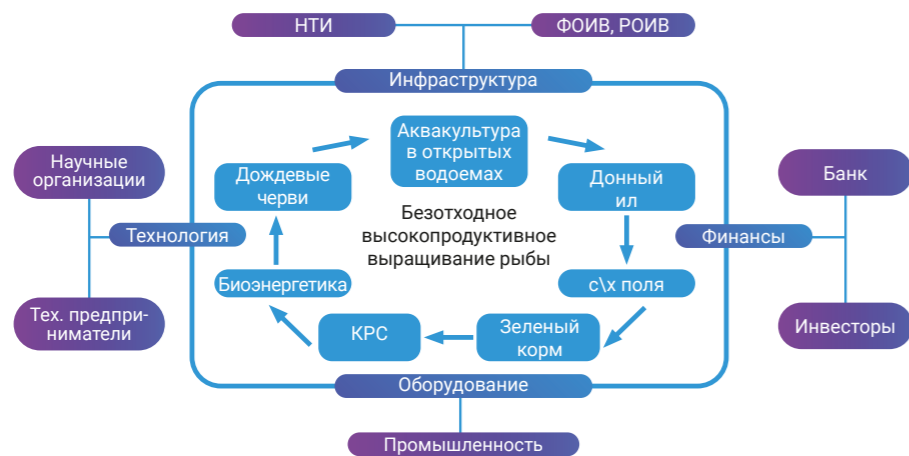 НТИ
ФОИВ, РОИВ
Инфраструктура
Аквакультура
в открытых
водоемах
Научные
организации
Дождевые
черви
Донный
ил
Банк
Безотходное
высокопродуктивное
выращивание рыбы
Технология
Финансы
Биоэнергетика
с\х поля
Тех. предпри-
ниматели
КРС
Зеленый
корм
Инвесторы
Оборудование
Промышленность